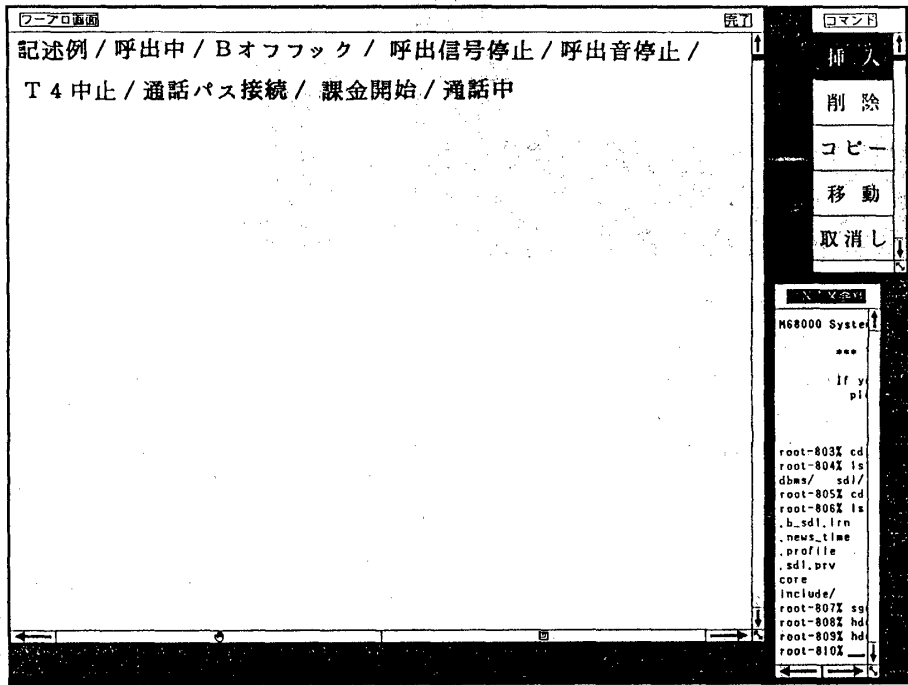 ワープロ画面
完了
記述例/呼出中/Bオフフック/ 呼出信号停止/呼出音停止/
T4中止/通話パス接続/ 課金開始/通話中
コマンド
挿 入
削 除
コピー
移 動
取消し
M68000 Syste
***
If y
pl
root-803% cd
root-804% ls
dbms/ sdl/
root-805% cd
root-806% ls
.b_sdl.lrn
.news_time
.profile
.sdl.prv
core
include/
root-807% sg
root-808% hd
root-809% hd
root-810%